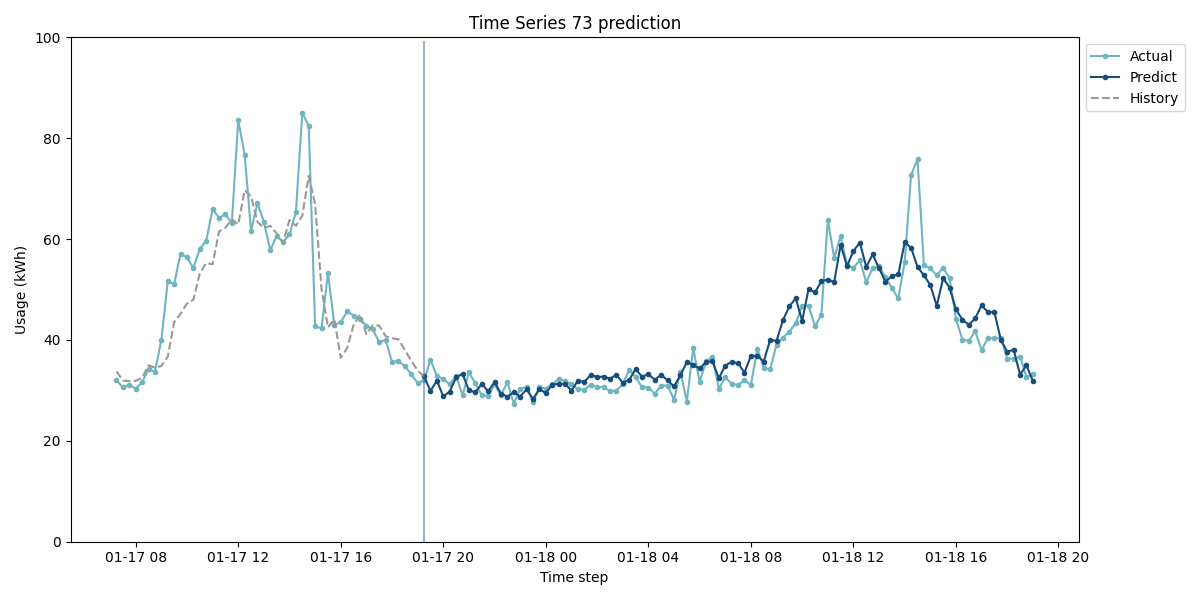 Time Series 73 prediction
Usage (kWh)
100
80
60
40
20
0
01-17 08
01-17 12
01-17 16
01-17 20
01-18 00
01-18 04
01-18 08
01-18 12
01-18 16
01-18 20
Time step
Actual
Predict
History